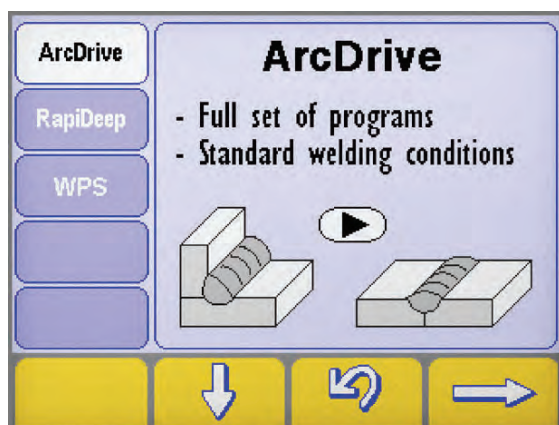 ArcDrive
RapiDeep
WPS
ArcDrive
- Full set of programs
- Standard welding conditions